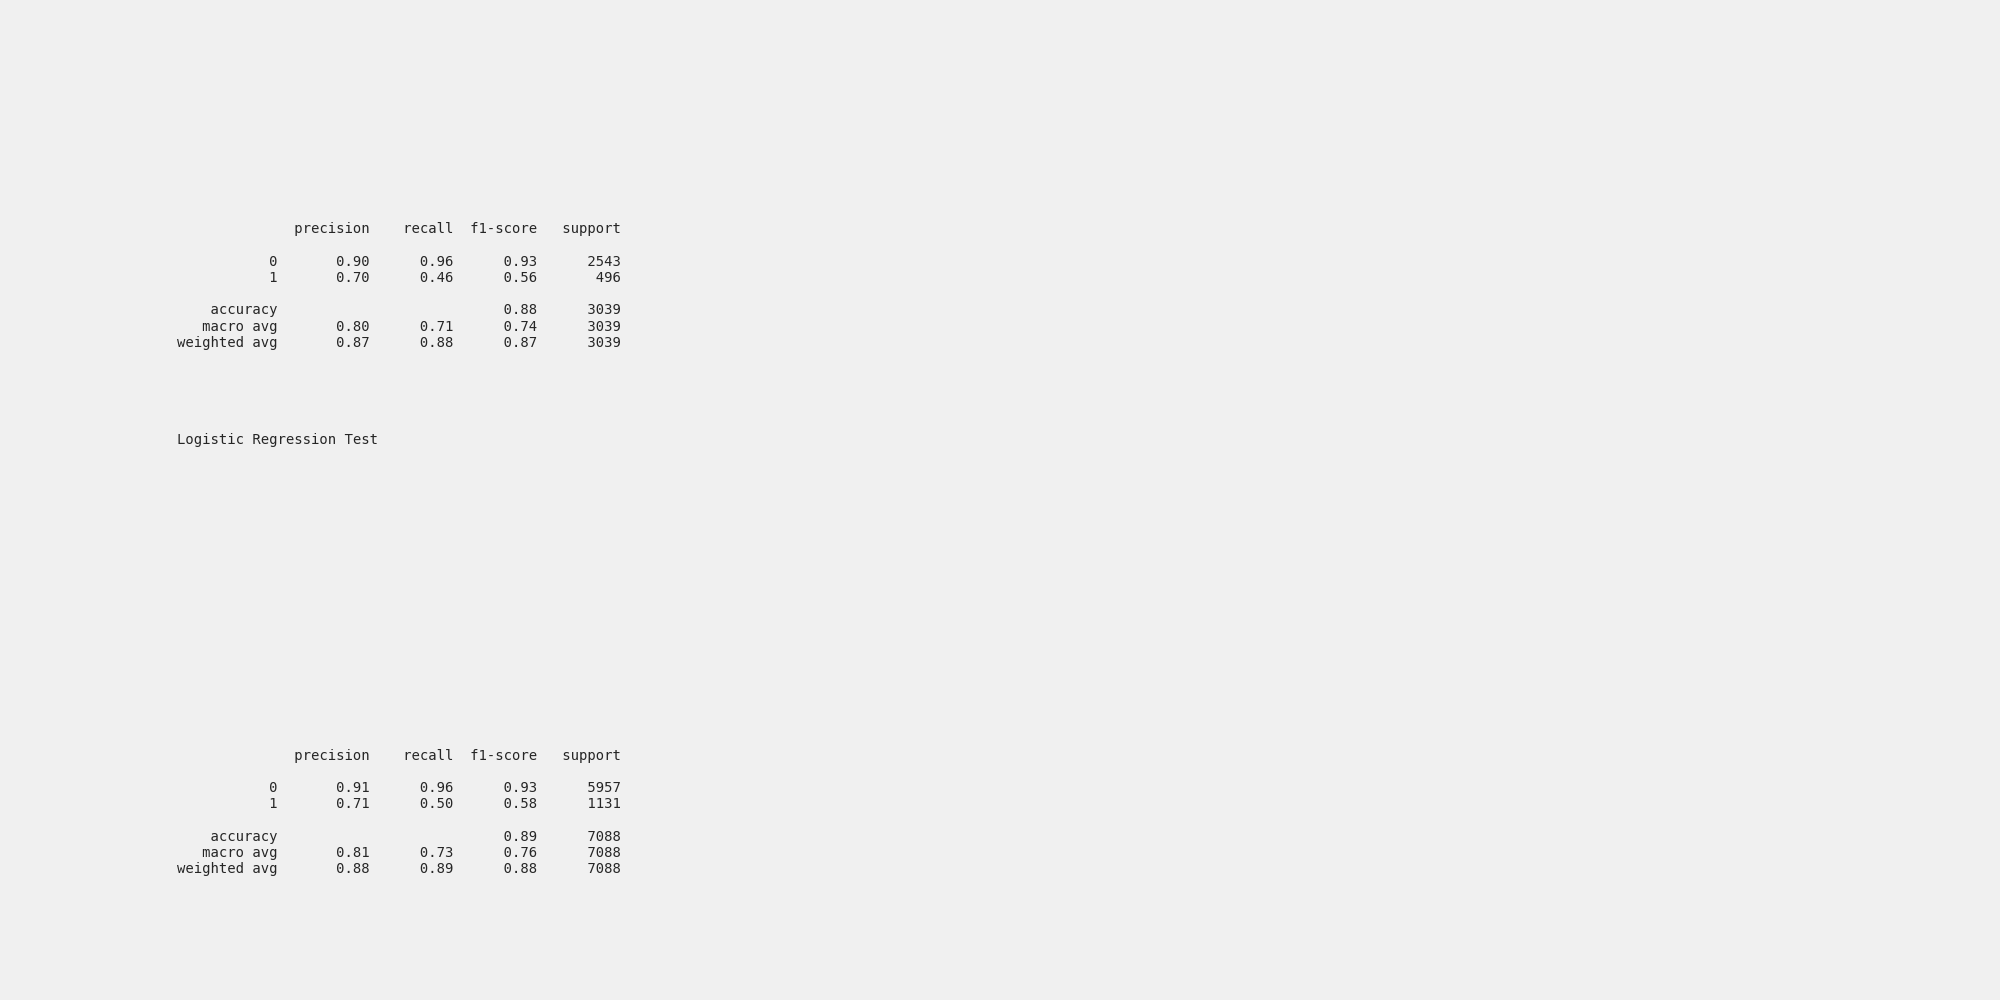 precision    recall  f1-score   support
0       0.90      0.96      0.93      2543
1       0.70      0.46      0.56       496
accuracy                           0.88      3039
macro avg       0.80      0.71      0.74      3039
weighted avg       0.87      0.88      0.87      3039
Logistic Regression Test
precision    recall  f1-score   support
0       0.91      0.96      0.93      5957
1       0.71      0.50      0.58      1131
accuracy                           0.89      7088
macro avg       0.81      0.73      0.76      7088
weighted avg       0.88      0.89      0.88      7088